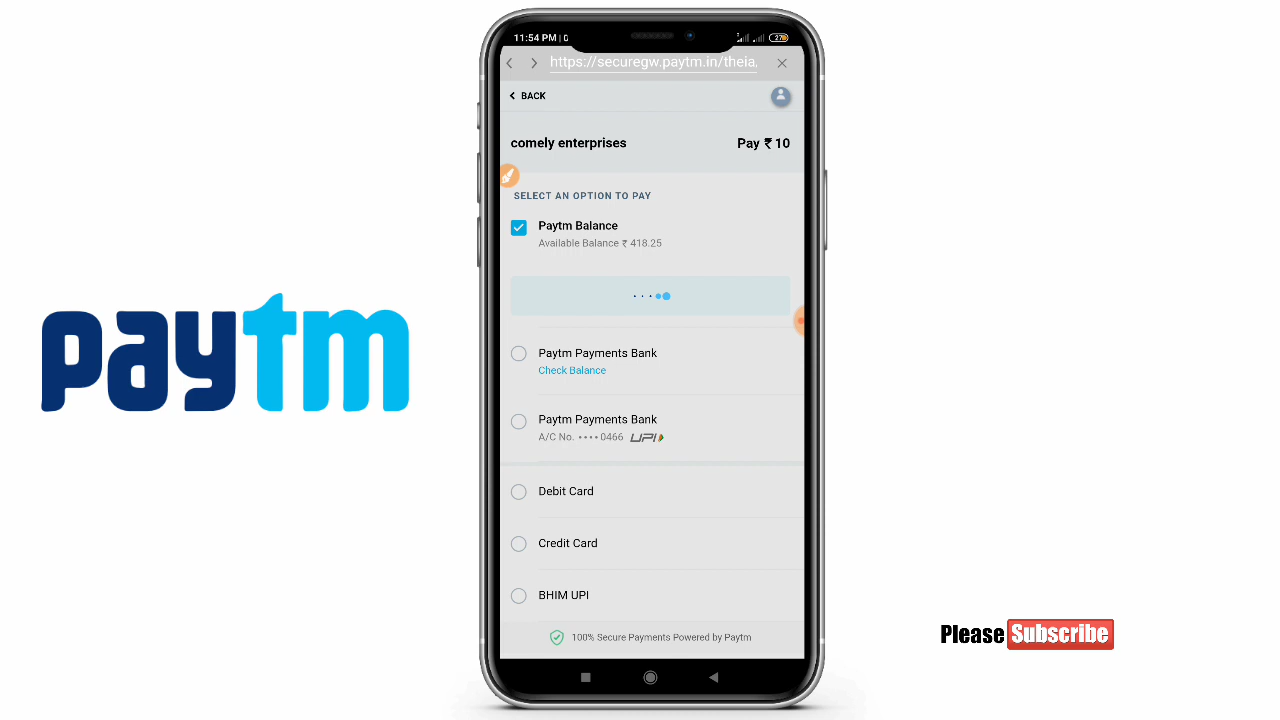 paytm
11:54 PM
27
https://securegw.paytm.in/theia
BACK
comely enterprises
Pay ₹ 10
SELECT AN OPTION TO PAY
Paytm Balance
Available Balance ₹ 418.25
Paytm Payments Bank
Check Balance
Paytm Payments Bank
A/C No. •••• 0466 UPI
Debit Card
Credit Card
BHIM UPI
100% Secure Payments Powered by Paytm
Please Subscribe